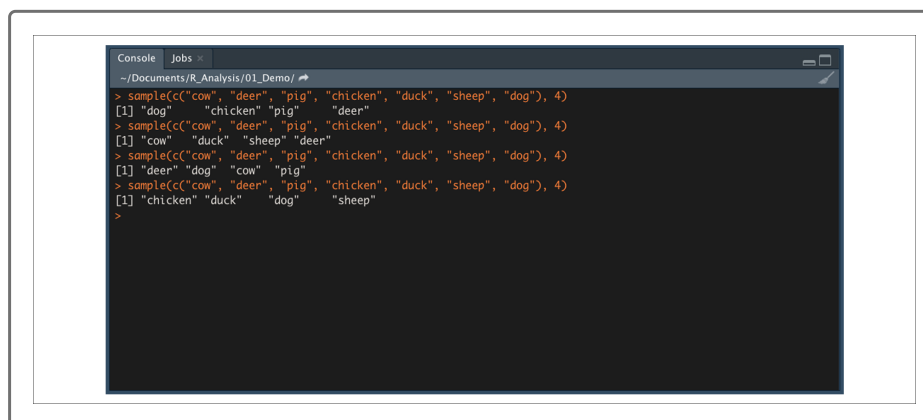 Console Jobs ×
~/Documents/R_Analysis/01_Demo/
> sample(c("cow", "deer", "pig", "chicken", "duck", "sheep", "dog"), 4)
[1] "dog"     "chicken" "pig"     "deer"
> sample(c("cow", "deer", "pig", "chicken", "duck", "sheep", "dog"), 4)
[1] "cow"   "duck"  "sheep" "deer"
> sample(c("cow", "deer", "pig", "chicken", "duck", "sheep", "dog"), 4)
[1] "deer" "dog"  "cow"  "pig"
> sample(c("cow", "deer", "pig", "chicken", "duck", "sheep", "dog"), 4)
[1] "chicken" "duck"    "dog"     "sheep"
>